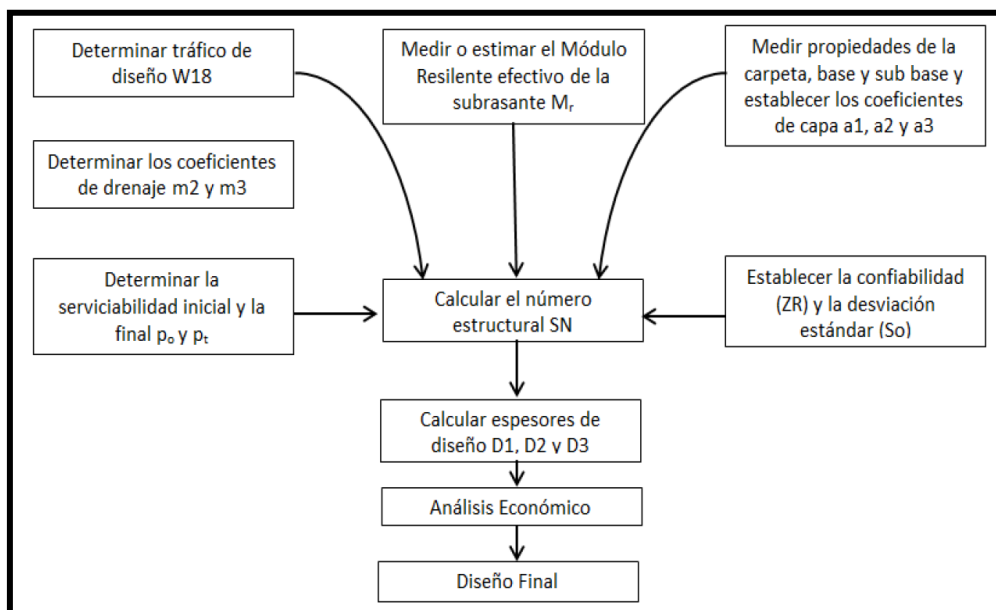 Determinar tráfico de
diseño W18
Medir o estimar el Módulo
Resilente efectivo de la
subrasante Mr
Medir propiedades de la
carpeta, base y sub base y
establecer los coeficientes
de capa a1, a2 y a3
Determinar los coeficientes
de drenaje m2 y m3
Determinar la
serviciabilidad inicial y la
final po y pt
Calcular el número
estructural SN
Establecer la confiabilidad
(ZR) y la desviación
estándar (So)
Calcular espesores de
diseño D1, D2 y D3
Análisis Económico
Diseño Final